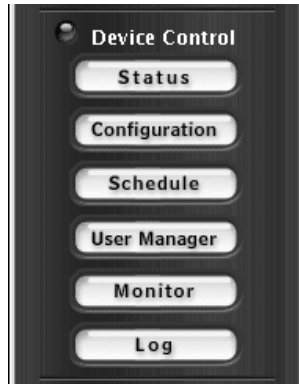 Device Control
Status
Configuration
Schedule
User Manager
Monitor
Log